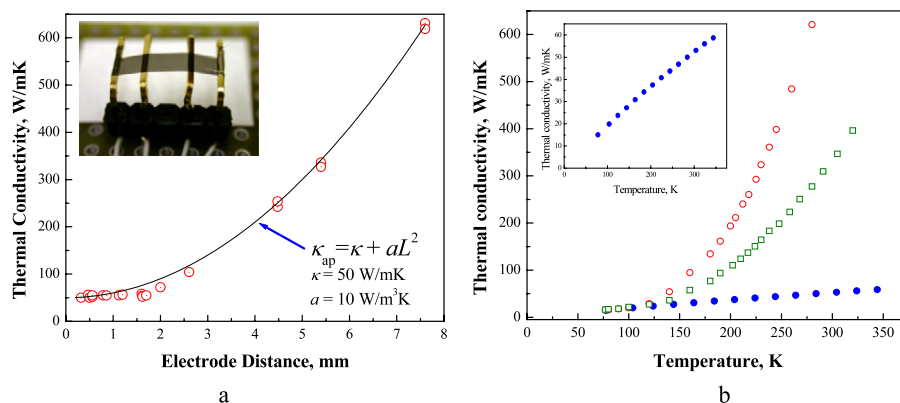 600
500
400
300
200
100
0
Thermal Conductivity, W/mK
0 1 2 3 4 5 6 7 8
Electrode Distance, mm
κap=κ + aL2
κ = 50 W/mK
a = 10 W/m3K
a
600
500
400
300
200
100
0
Thermal conductivity, W/mK
50 100 150 200 250 300 350
Temperature, K
60
50
40
30
20
10
0
Thermal conductivity, W/mK
100 200 300
Temperature, K
b